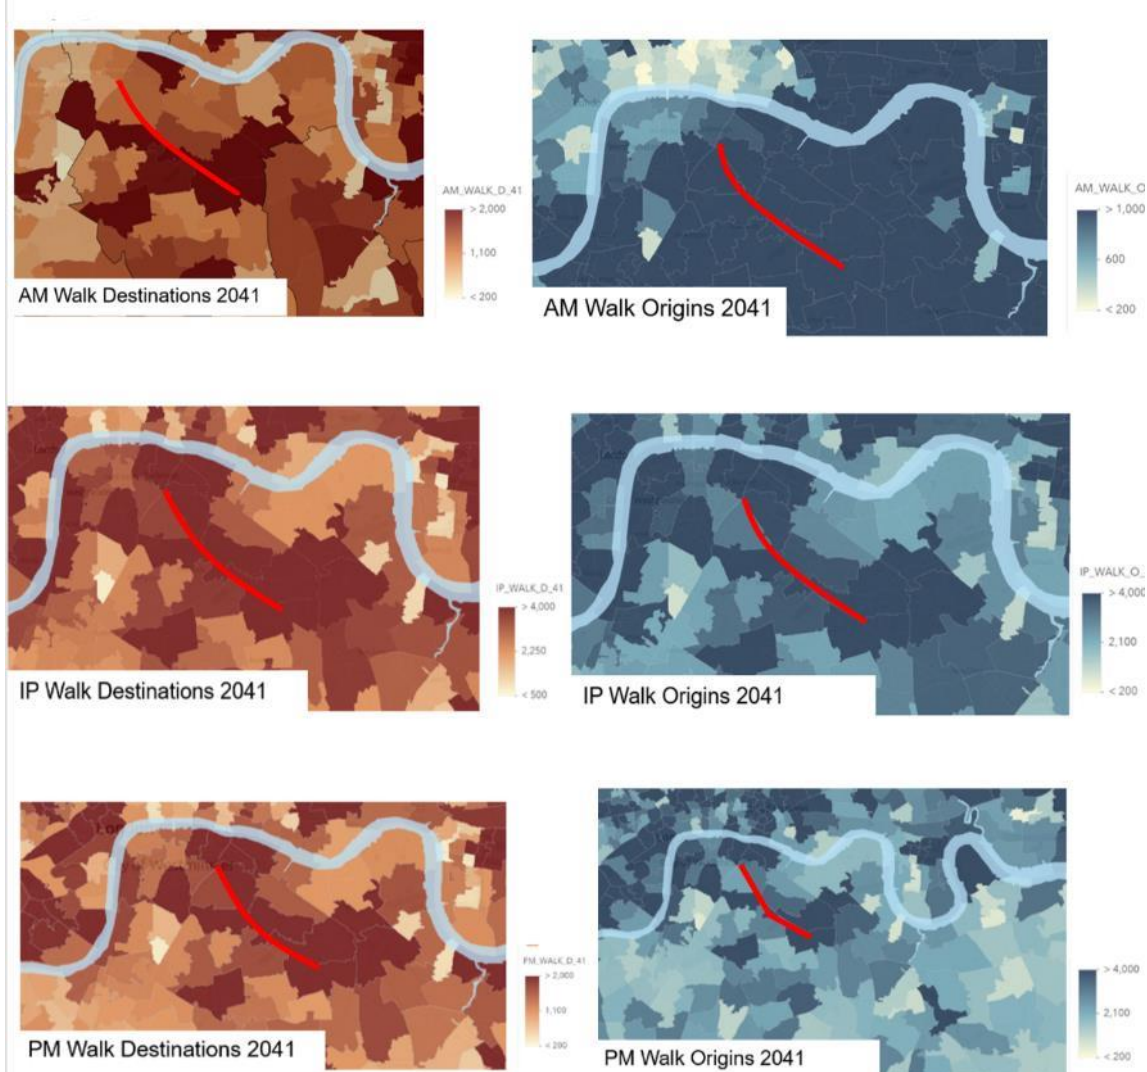 AM_WALK_D_41
> 2,000
1,100
< 200
AM Walk Destinations 2041
AM_WALK_O
> 1,000
600
< 200
AM Walk Origins 2041
IP_WALK_D_41
> 4,000
2,250
< 500
IP Walk Destinations 2041
IP_WALK_O_
> 4,000
2,100
< 200
IP Walk Origins 2041
PM_WALK_D_41
> 2,000
1,100
< 200
PM Walk Destinations 2041
> 4,000
2,100
< 200
PM Walk Origins 2041